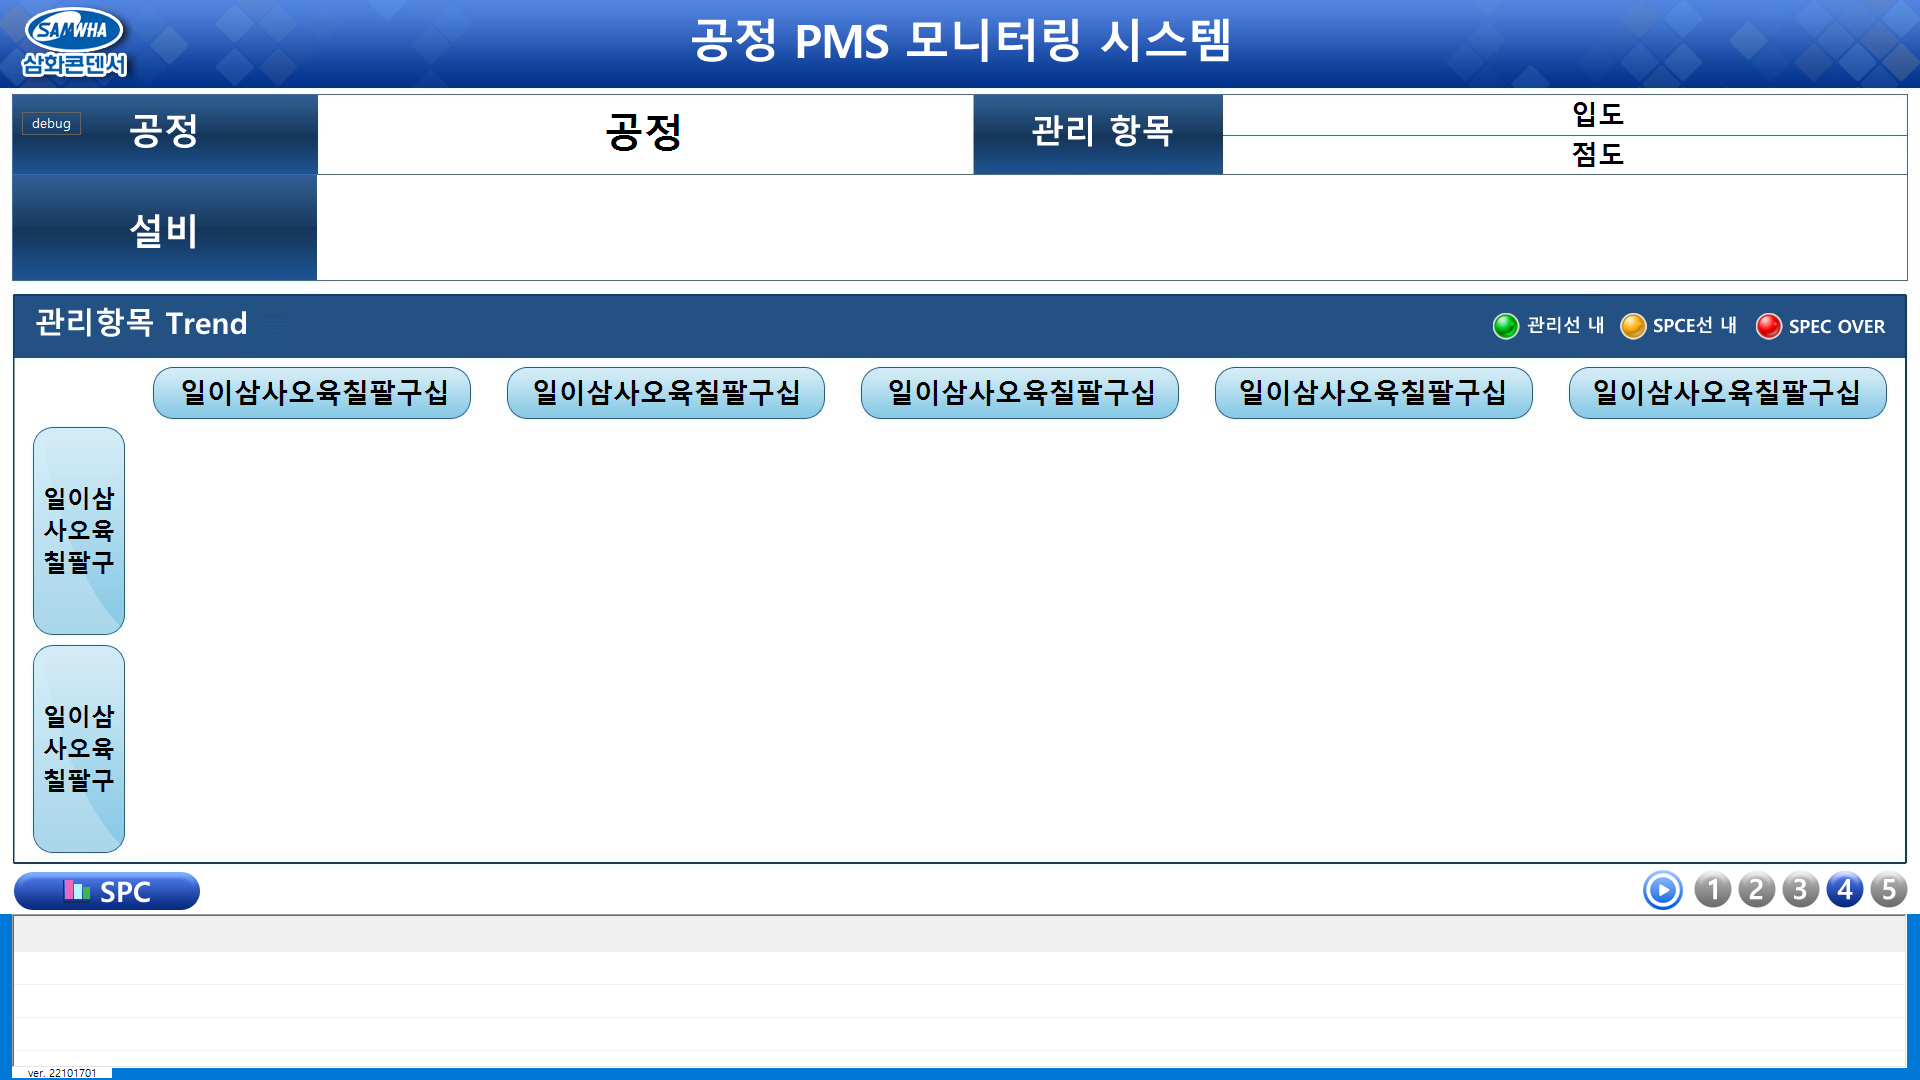 SAMWHA
삼화콘덴서
공정 PMS 모니터링 시스템
debug
공정
공정
관리 항목
입도
점도
설비
관리항목 Trend
관리선 내
SPCE선 내
SPEC OVER
일이삼사오육칠팔구십
일이삼사오육칠팔구십
일이삼사오육칠팔구십
일이삼사오육칠팔구십
일이삼사오육칠팔구십
일이삼
사오육
칠팔구
일이삼
사오육
칠팔구
SPC
1 2 3 4 5
ver. 22101701